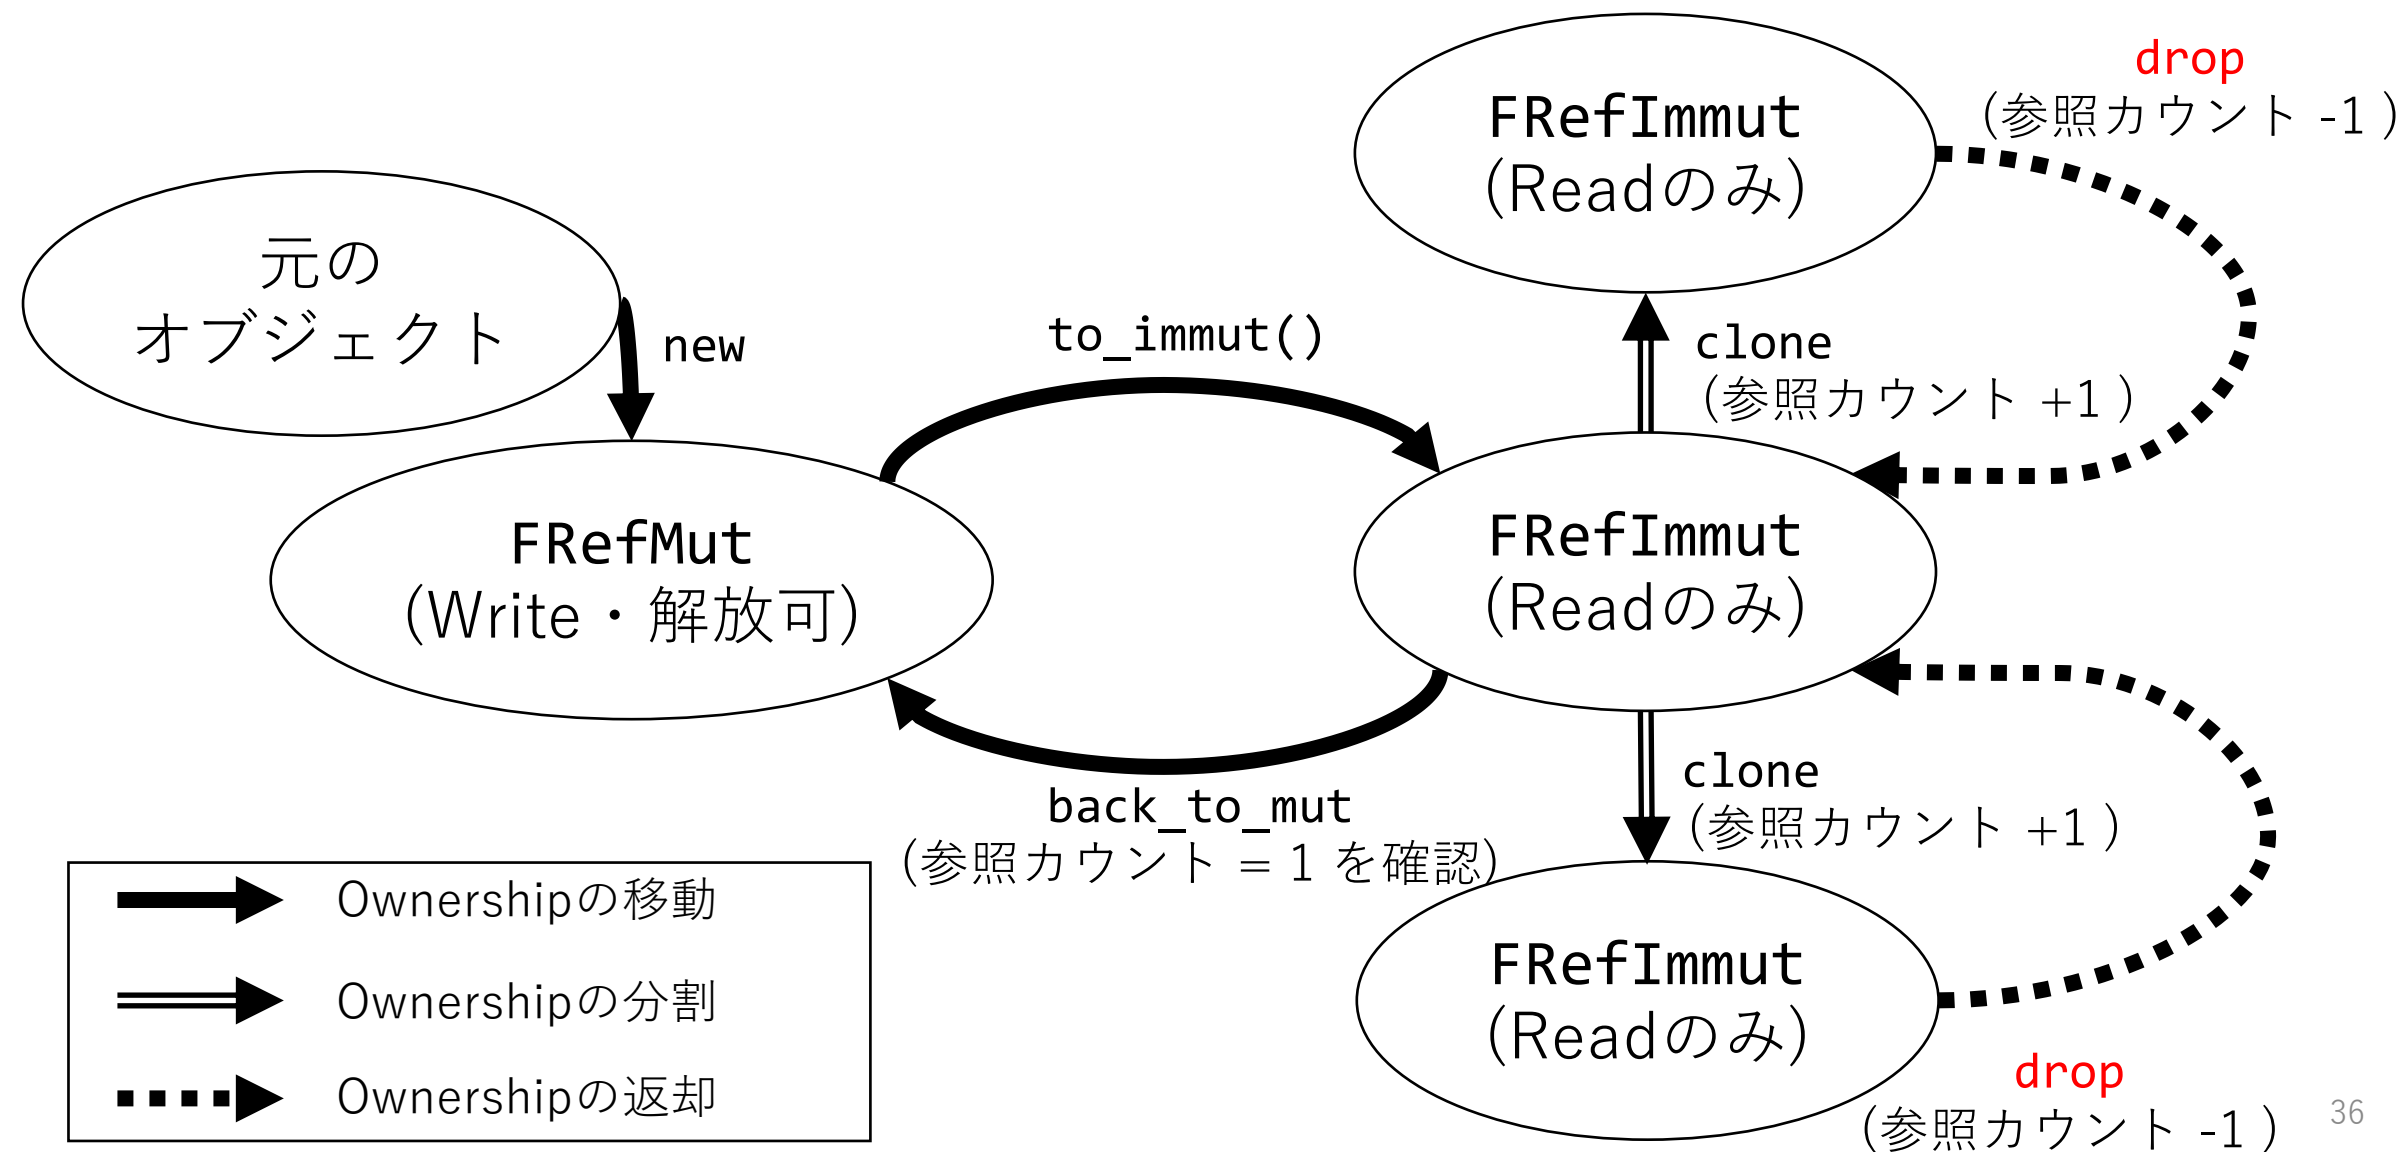 drop
(参照カウント -1 )
FRefImmut
(Readのみ)
元の
オブジェクト
new
to_immut()
clone
(参照カウント +1 )
FRefMut
(Write・解放可)
FRefImmut
(Readのみ)
back_to_mut
(参照カウント = 1 を確認)
clone
(参照カウント +1 )
Ownershipの移動
Ownershipの分割
Ownershipの返却
FRefImmut
(Readのみ)
drop
(参照カウント -1 )
36